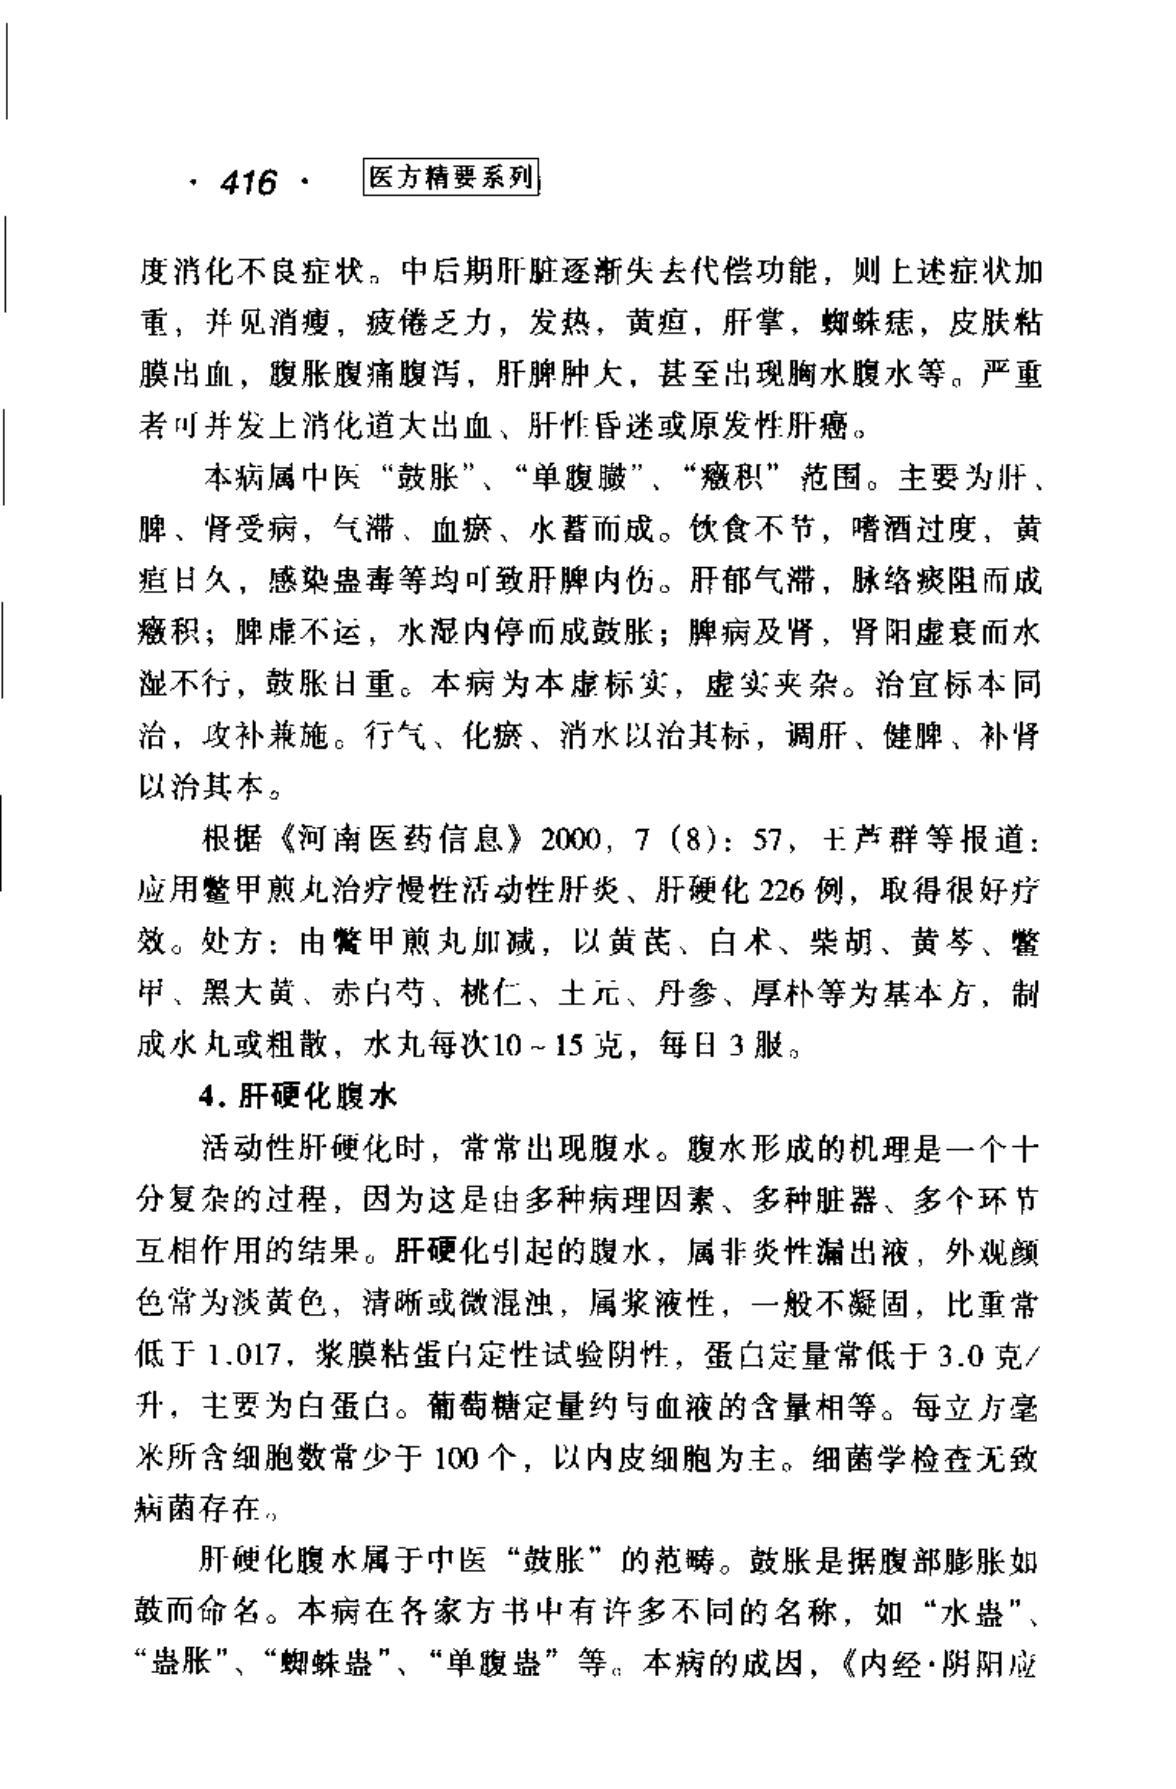 · 416 · 医方精要系列
度消化不良症状。中后期肝脏逐渐失去代偿功能，则上述症状加
重，并见消瘦，疲倦乏力，发热，黄疸，肝掌，蜘蛛痣，皮肤粘
膜出血，腹胀腹痛腹泻，肝脾肿大，甚至出现胸水腹水等。严重
者可并发上消化道大出血、肝性昏迷或原发性肝癌。
本病属中医“鼓胀”、“单腹臌”、“癥积”范围。主要为肝、
脾、肾受病，气滞、血瘀、水蓄而成。饮食不节，嗜酒过度，黄
疸日久，感染蛊毒等均可致肝脾内伤。肝郁气滞，脉络痰阻而成
癥积；脾虚不运，水湿内停而成鼓胀；脾病及肾，肾阳虚衰而水
湿不行，鼓胀日重。本病为本虚标实，虚实夹杂。治宜标本同
治，攻补兼施。行气、化瘀、消水以治其标，调肝、健脾、补肾
以治其本。
根据《河南医药信息》2000，7（8）：57，王芦群等报道：
应用鳖甲煎丸治疗慢性活动性肝炎、肝硬化 226 例，取得很好疗
效。处方：由鳖甲煎丸加减，以黄芪、白术、柴胡、黄芩、鳖
甲、黑大黄、赤白芍、桃仁、土元、丹参、厚朴等为基本方，制
成水丸或粗散，水丸每次10～15 克，每日 3 服。
4. 肝硬化腹水
活动性肝硬化时，常常出现腹水。腹水形成的机理是一个十
分复杂的过程，因为这是由多种病理因素、多种脏器、多个环节
互相作用的结果。肝硬化引起的腹水，属非炎性漏出液，外观颜
色常为淡黄色，清晰或微混浊，属浆液性，一般不凝固，比重常
低于 1.017，浆膜粘蛋白定性试验阴性，蛋白定量常低于 3.0 克/
升，主要为白蛋白。葡萄糖定量约与血液的含量相等。每立方毫
米所含细胞数常少于 100 个，以内皮细胞为主。细菌学检查无致
病菌存在。
肝硬化腹水属于中医“鼓胀”的范畴。鼓胀是据腹部膨胀如
鼓而命名。本病在各家方书中有许多不同的名称，如“水蛊”、
“蛊胀”、“蜘蛛蛊”、“单腹蛊”等。本病的成因，《内经·阴阳应